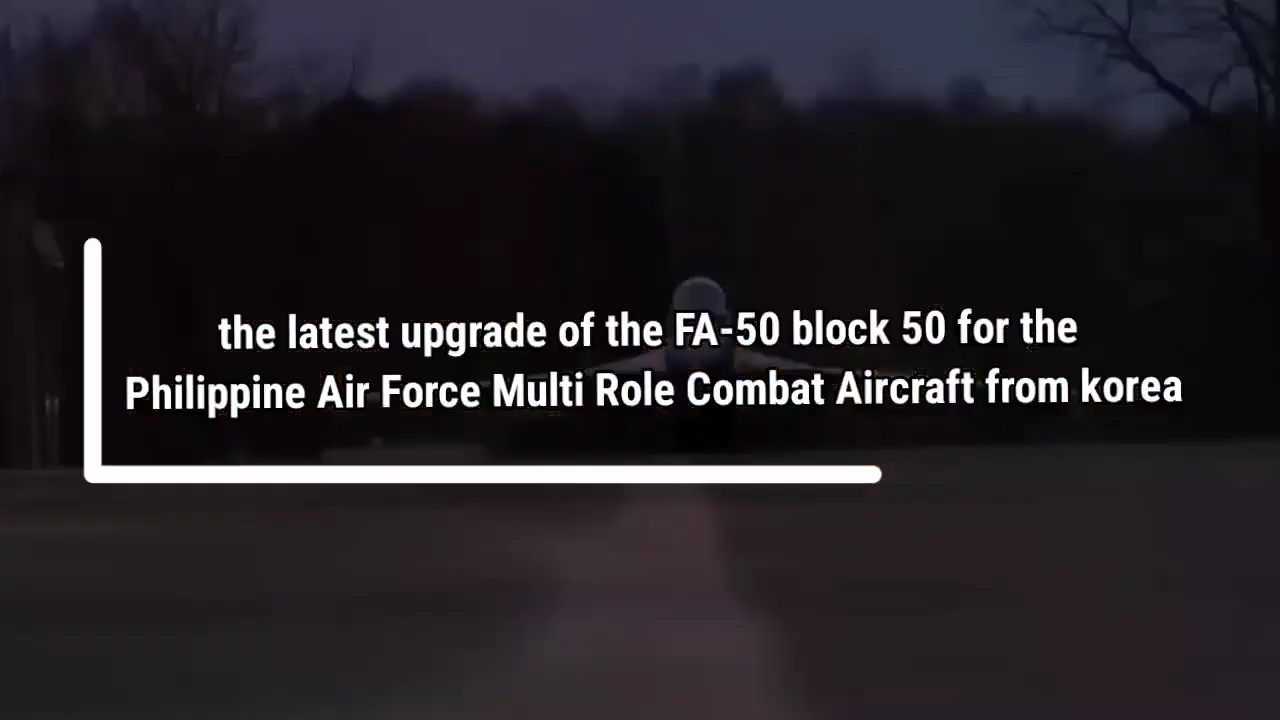 the latest upgrade of the FA-50 block 50 for the
Philippine Air Force Multi Role Combat Aircraft from korea